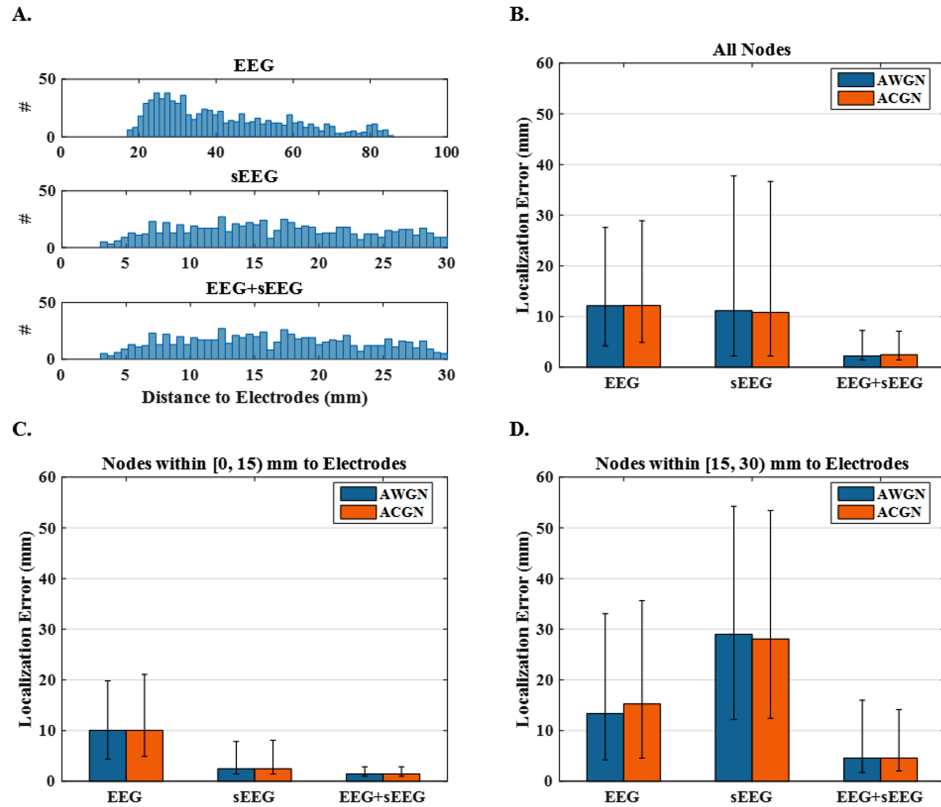 A.
EEG
50
#
0
0 20 40 60 80 100
sEEG
50
#
0
0 5 10 15 20 25 30
EEG+sEEG
50
#
0
0 5 10 15 20 25 30
Distance to Electrodes (mm)
B.
All Nodes
60
50
40
30
20
10
0
Localization Error (mm)
AWGN
ACGN
EEG sEEG EEG+sEEG
C.
Nodes within [0, 15) mm to Electrodes
60
50
40
30
20
10
0
Localization Error (mm)
AWGN
ACGN
EEG sEEG EEG+sEEG
D.
Nodes within [15, 30) mm to Electrodes
60
50
40
30
20
10
0
Localization Error (mm)
AWGN
ACGN
EEG sEEG EEG+sEEG